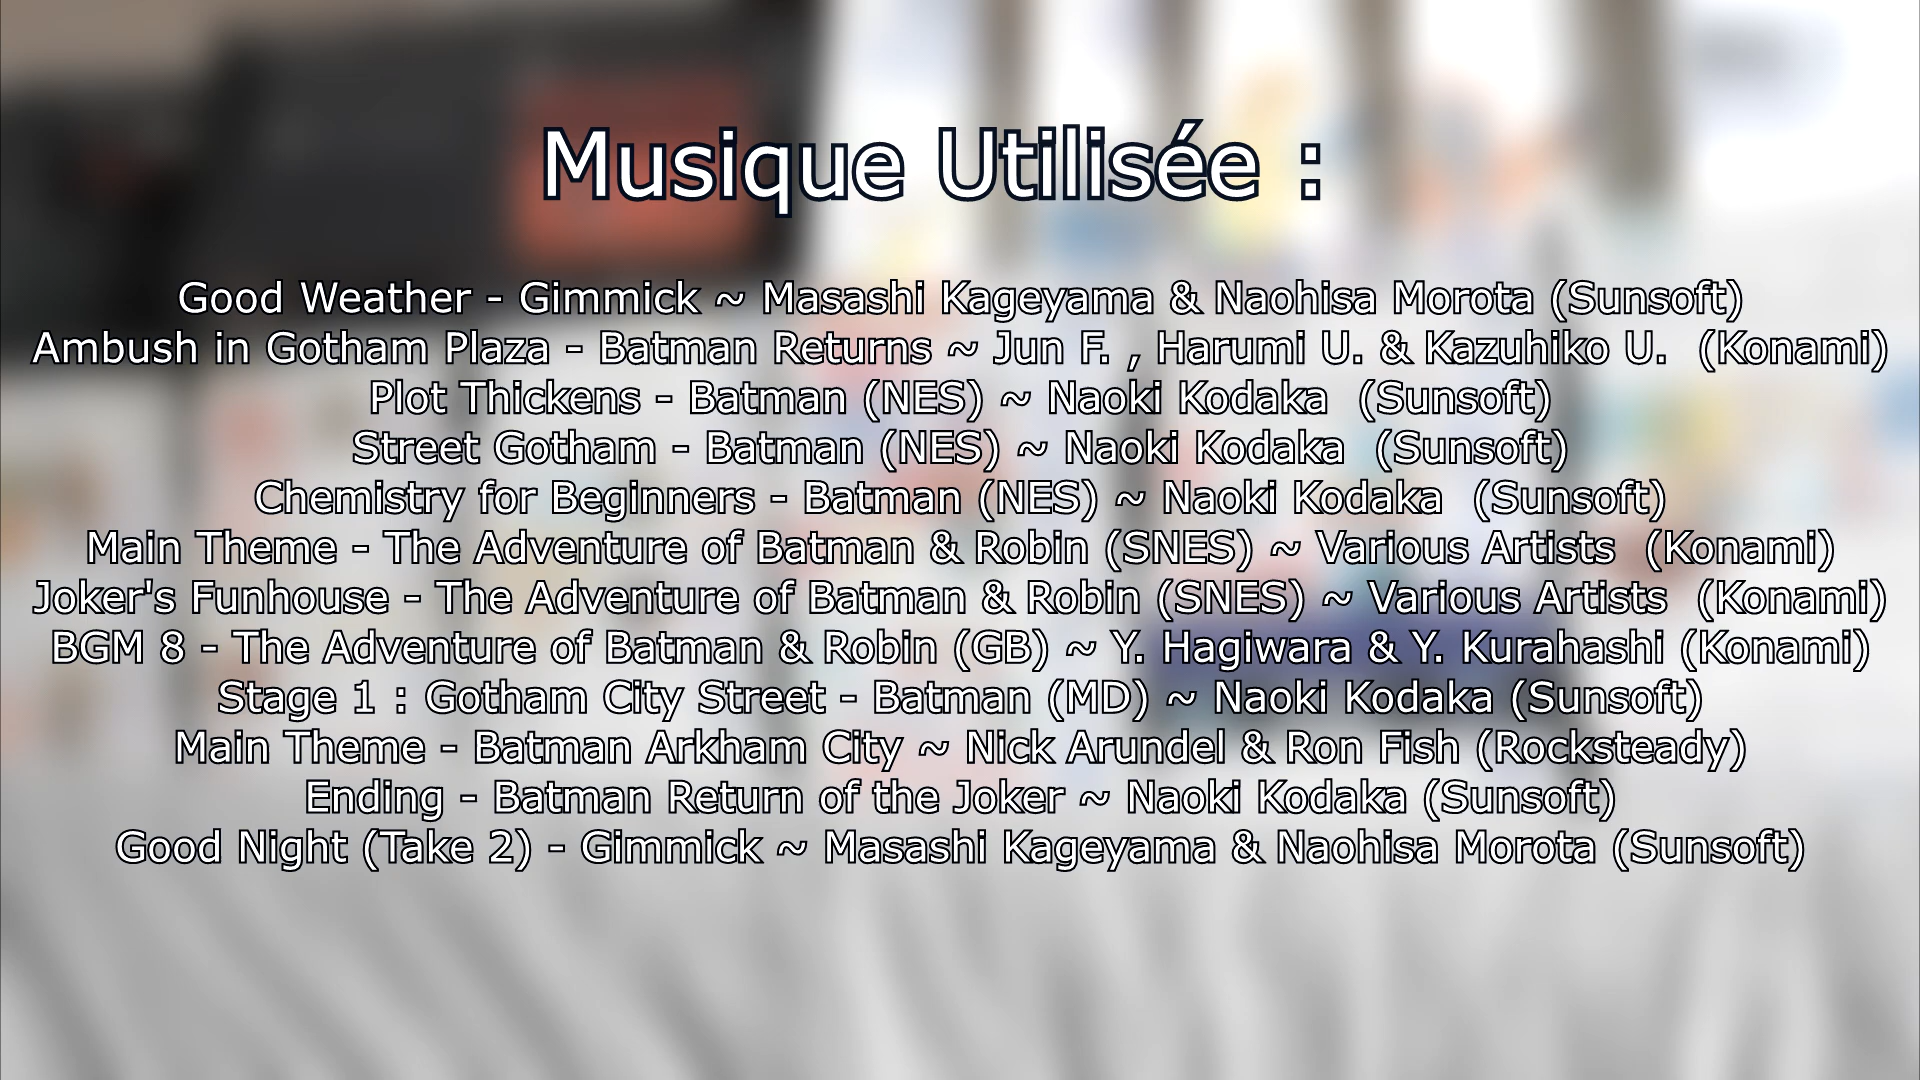 Musique Utilisée :
Good Weather - Gimmick ~ Masashi Kageyama & Naohisa Morota (Sunsoft)
Ambush in Gotham Plaza - Batman Returns ~ Jun F. , Harumi U. & Kazuhiko U.  (Konami)
Plot Thickens - Batman (NES) ~ Naoki Kodaka  (Sunsoft)
Street Gotham - Batman (NES) ~ Naoki Kodaka  (Sunsoft)
Chemistry for Beginners - Batman (NES) ~ Naoki Kodaka  (Sunsoft)
Main Theme - The Adventure of Batman & Robin (SNES) ~ Various Artists  (Konami)
Joker's Funhouse - The Adventure of Batman & Robin (SNES) ~ Various Artists  (Konami)
BGM 8 - The Adventure of Batman & Robin (GB) ~ Y. Hagiwara & Y. Kurahashi (Konami)
Stage 1 : Gotham City Street - Batman (MD) ~ Naoki Kodaka (Sunsoft)
Main Theme - Batman Arkham City ~ Nick Arundel & Ron Fish (Rocksteady)
Ending - Batman Return of the Joker ~ Naoki Kodaka (Sunsoft)
Good Night (Take 2) - Gimmick ~ Masashi Kageyama & Naohisa Morota (Sunsoft)